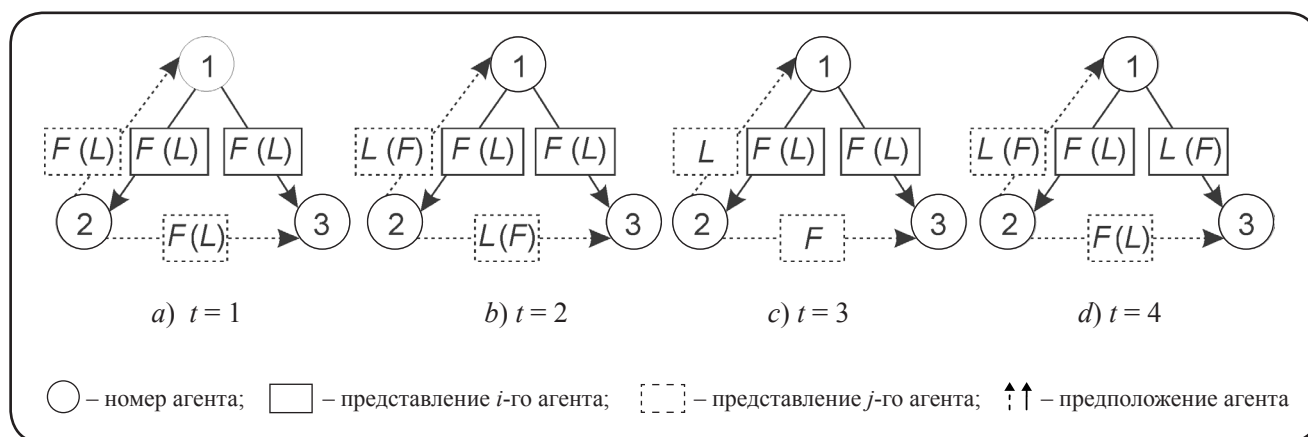 1 1 1 1
F (L) F (L) F (L) L (F) F (L) F (L) L F (L) F (L) L (F) F (L) L (F)
2 3 2 3 2 3 2 3
F (L) L (F) F F (L)
a) t = 1 b) t = 2 c) t = 3 d) t = 4
– номер агента; – представление i-го агента; – представление j-го агента; – предположение агента